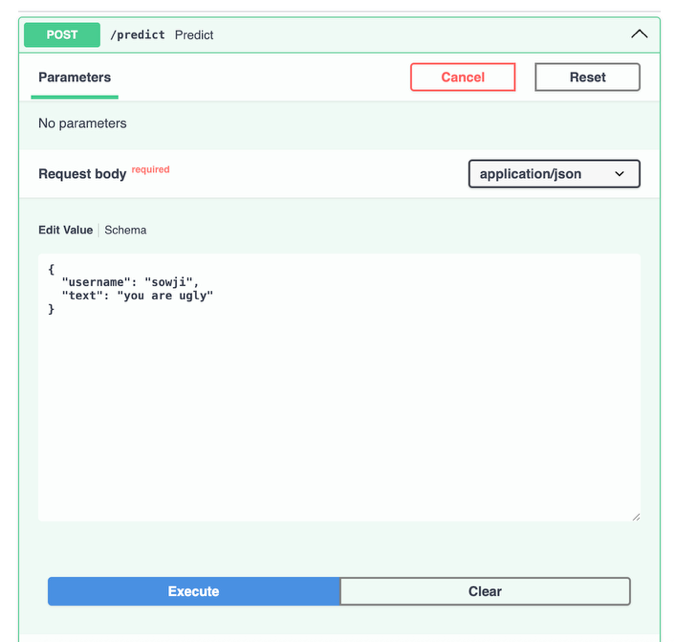 POST /predict Predict
Parameters Cancel Reset
No parameters
Request body required application/json
Edit Value Schema
{
  "username": "sowji",
  "text": "you are ugly"
}
Execute Clear